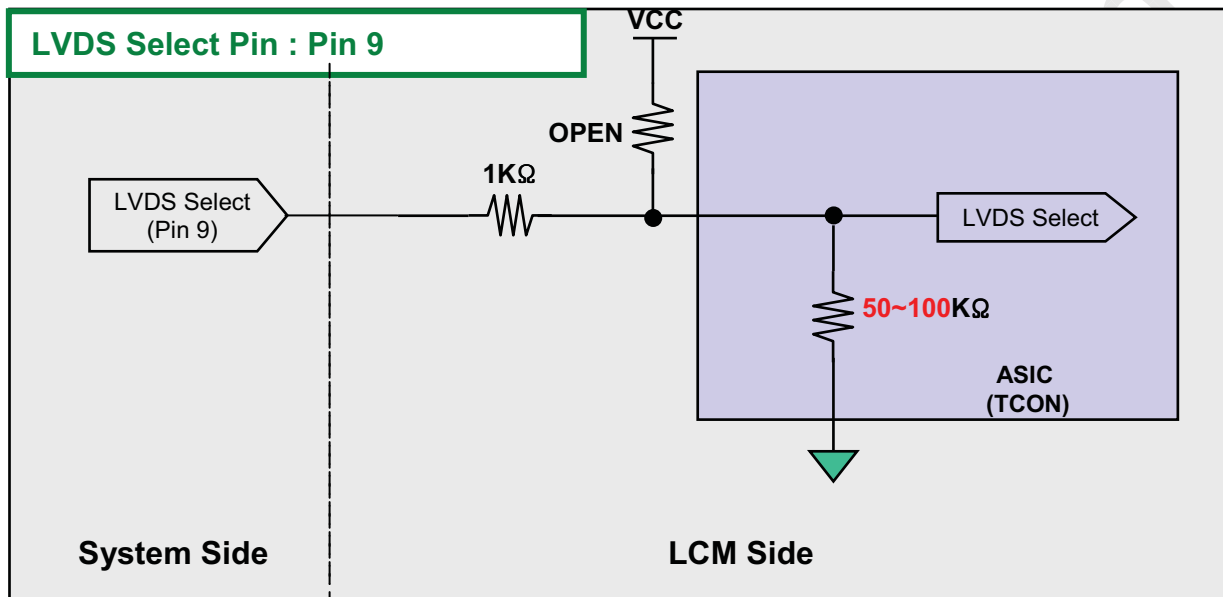 LVDS Select Pin : Pin 9
VCC
OPEN
1KΩ
LVDS Select
(Pin 9)
LVDS Select
50~100KΩ
ASIC
(TCON)
System Side
LCM Side